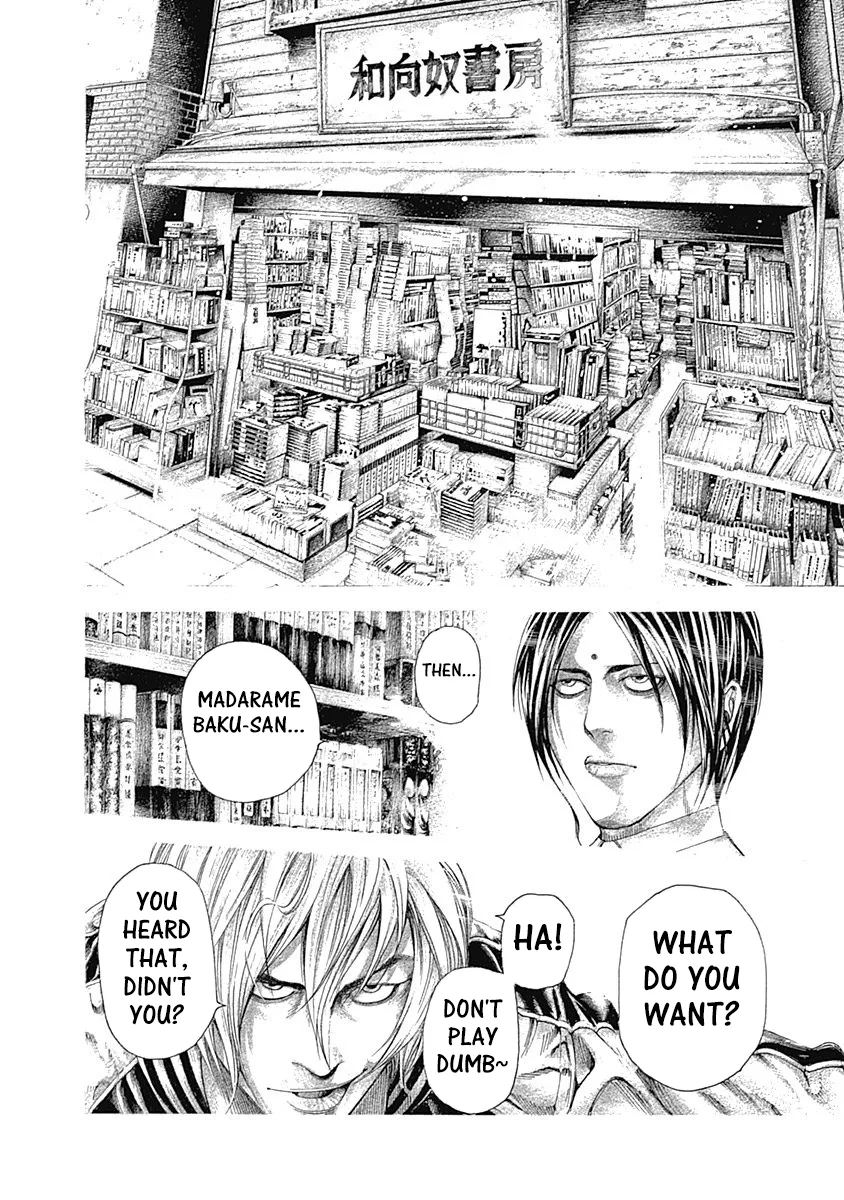 和向奴書房
THEN...
MADARAME
BAKU-SAN...
WHAT
DO YOU
WANT?
HA!
DON'T
PLAY
DUMB~
YOU
HEARD
THAT,
DIDN'T
YOU?